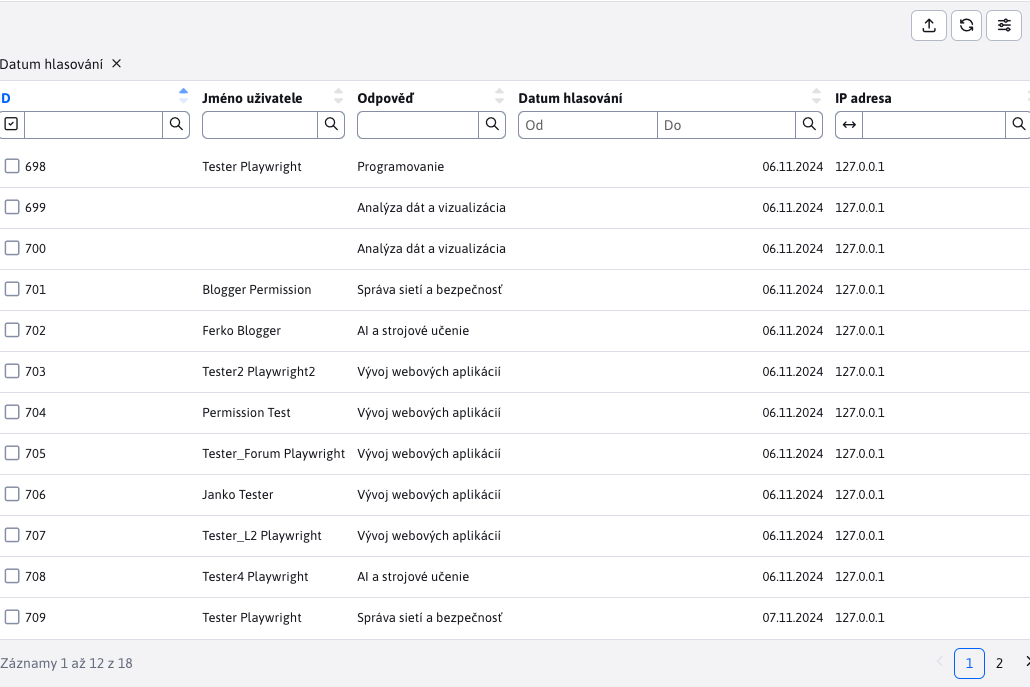 Datum hlasování ✕
D Jméno uživatele Odpověď Datum hlasování IP adresa
Od Do
698 Tester Playwright Programovanie 06.11.2024 127.0.0.1
699 Analýza dát a vizualizácia 06.11.2024 127.0.0.1
700 Analýza dát a vizualizácia 06.11.2024 127.0.0.1
701 Blogger Permission Správa sietí a bezpečnosť 06.11.2024 127.0.0.1
702 Ferko Blogger AI a strojové učenie 06.11.2024 127.0.0.1
703 Tester2 Playwright2 Vývoj webových aplikácií 06.11.2024 127.0.0.1
704 Permission Test Vývoj webových aplikácií 06.11.2024 127.0.0.1
705 Tester_Forum Playwright Vývoj webových aplikácií 06.11.2024 127.0.0.1
706 Janko Tester Vývoj webových aplikácií 06.11.2024 127.0.0.1
707 Tester_L2 Playwright Vývoj webových aplikácií 06.11.2024 127.0.0.1
708 Tester4 Playwright AI a strojové učenie 06.11.2024 127.0.0.1
709 Tester Playwright Správa sietí a bezpečnosť 07.11.2024 127.0.0.1
Záznamy 1 až 12 z 18 1 2